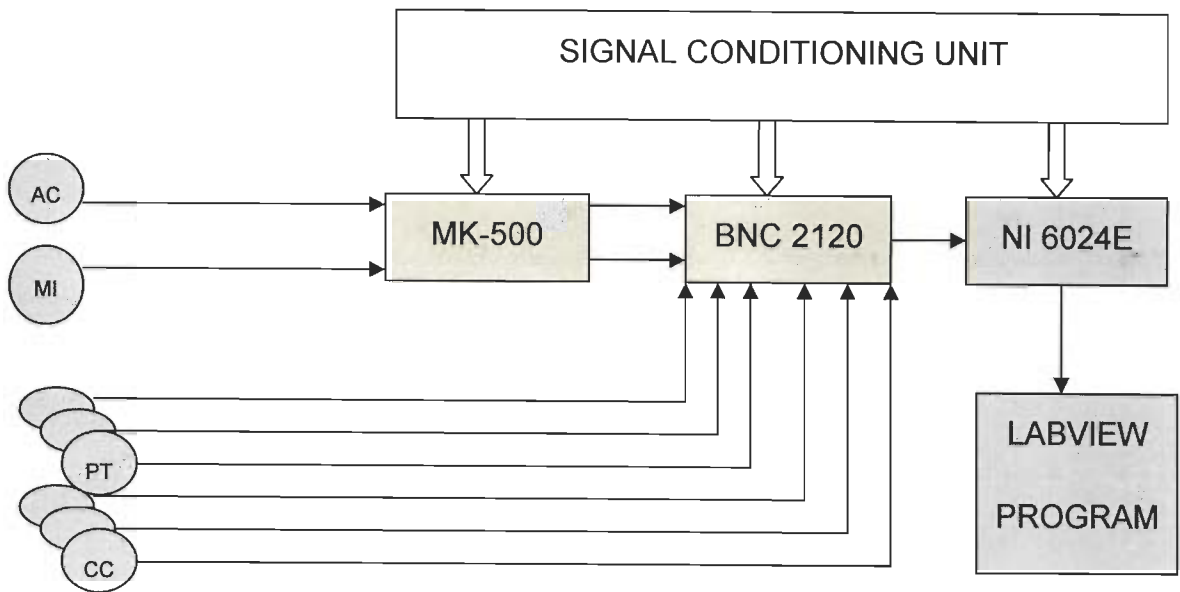 SIGNAL CONDITIONING UNIT
AC
MK-500
BNC 2120
NI 6024E
MI
PT
LABVIEW
PROGRAM
CC